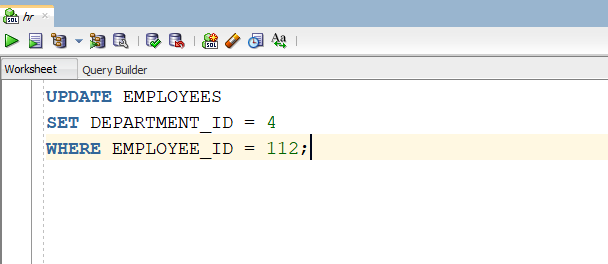 hr
Worksheet Query Builder
UPDATE EMPLOYEES
SET DEPARTMENT_ID = 4
WHERE EMPLOYEE_ID = 112;